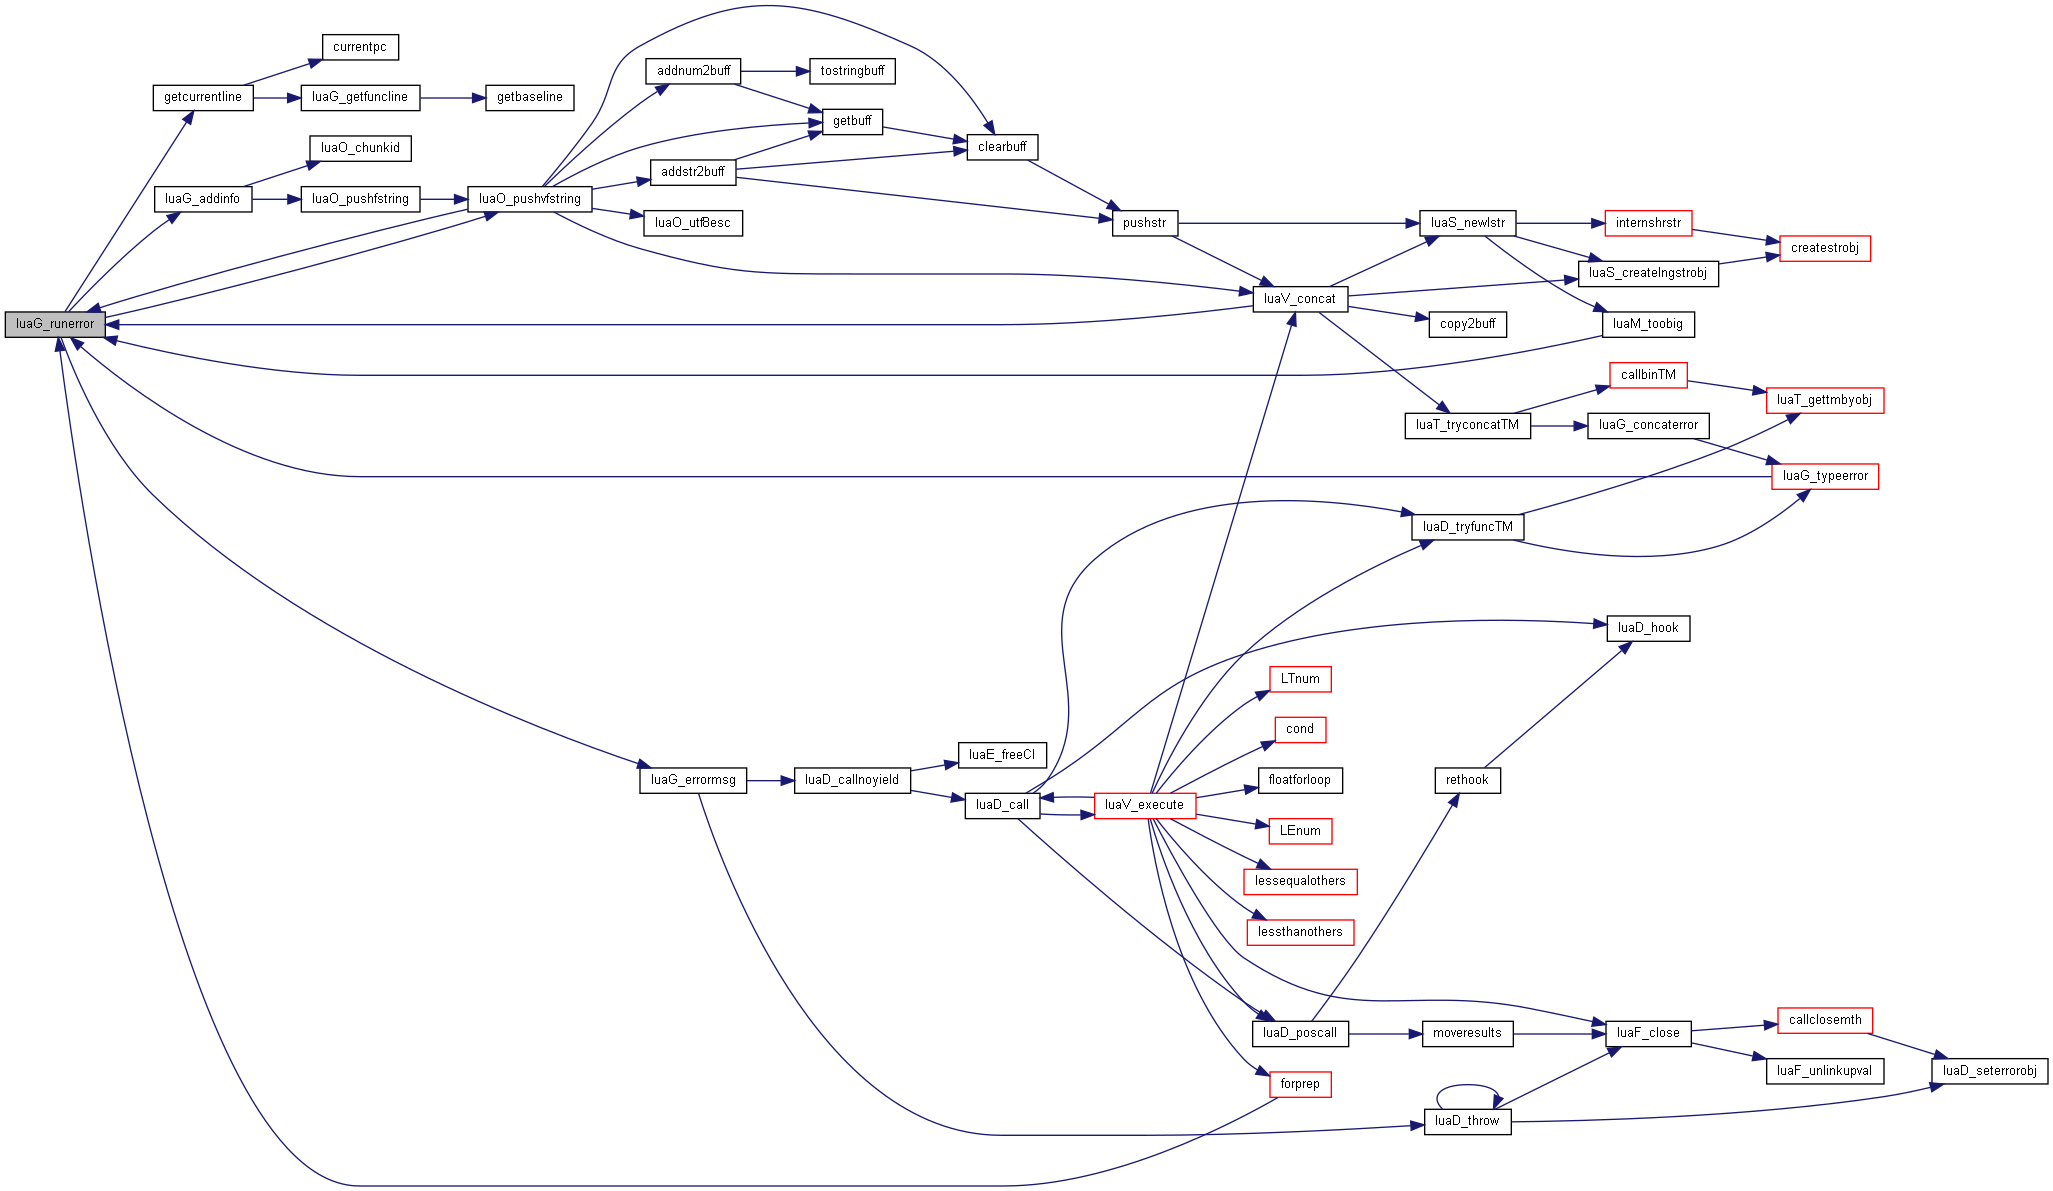 currentpc
addnum2buff
tostringbuff
getcurrentline
luaG_getfuncline
getbaseline
getbuff
luaO_chunkid
clearbuff
addstr2buff
luaG_addinfo
luaO_pushfstring
luaO_pushvfstring
luaO_utf8esc
pushstr
luaS_newlstr
internshrstr
createstrobj
luaS_createlngstrobj
luaV_concat
luaG_runerror
copy2buff
luaM_toobig
callbinTM
luaT_gettmbyobj
luaT_tryconcatTM
luaG_concaterror
luaG_typeerror
luaD_tryfuncTM
luaD_hook
LTnum
cond
luaE_freeCI
luaG_errormsg
luaD_callnoyield
floatforloop
rethook
luaD_call
luaV_execute
LEnum
lessequalothers
lessthanothers
callclosemth
luaD_poscall
moveresults
luaF_close
luaF_unlinkupval
luaD_seterrorobj
forprep
luaD_throw